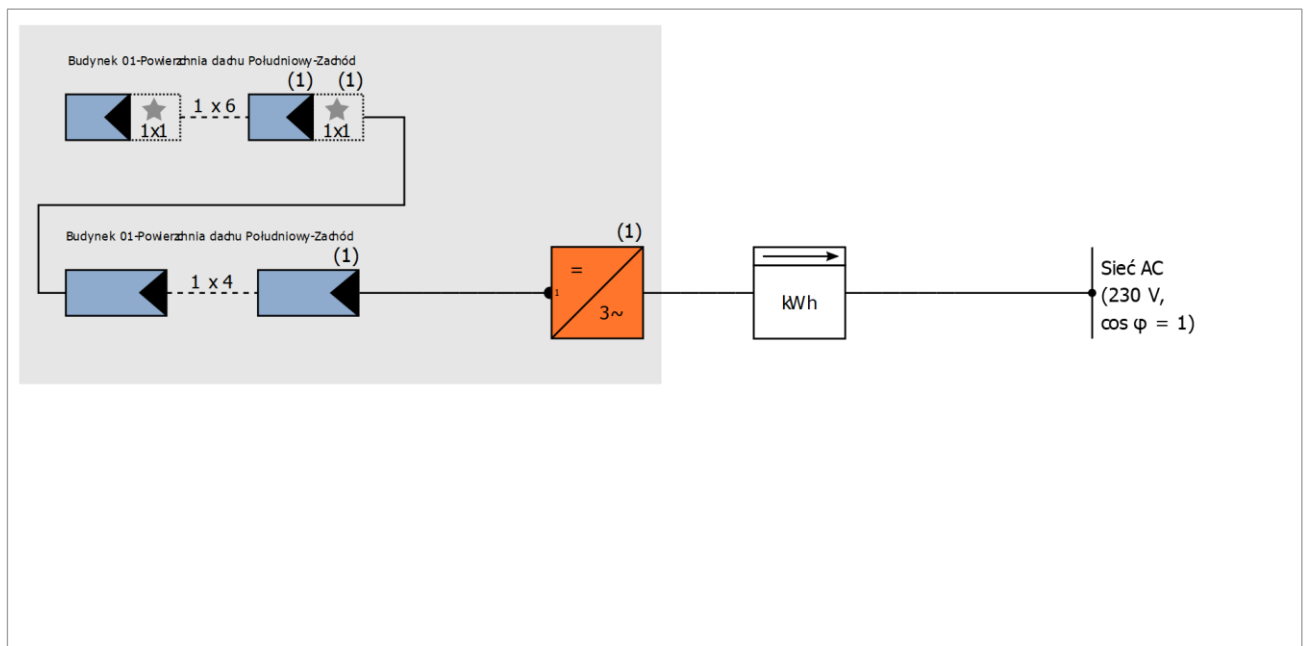 Budynek 01-Powierzchnia dachu Południowy-Zachód
(1) (1)
1 x 6
1x1 1x1
Budynek 01-Powierzchnia dachu Południowy-Zachód
(1) (1)
1 x 4
=
1
3~
kWh
Sieć AC
(230 V,
cos φ = 1)